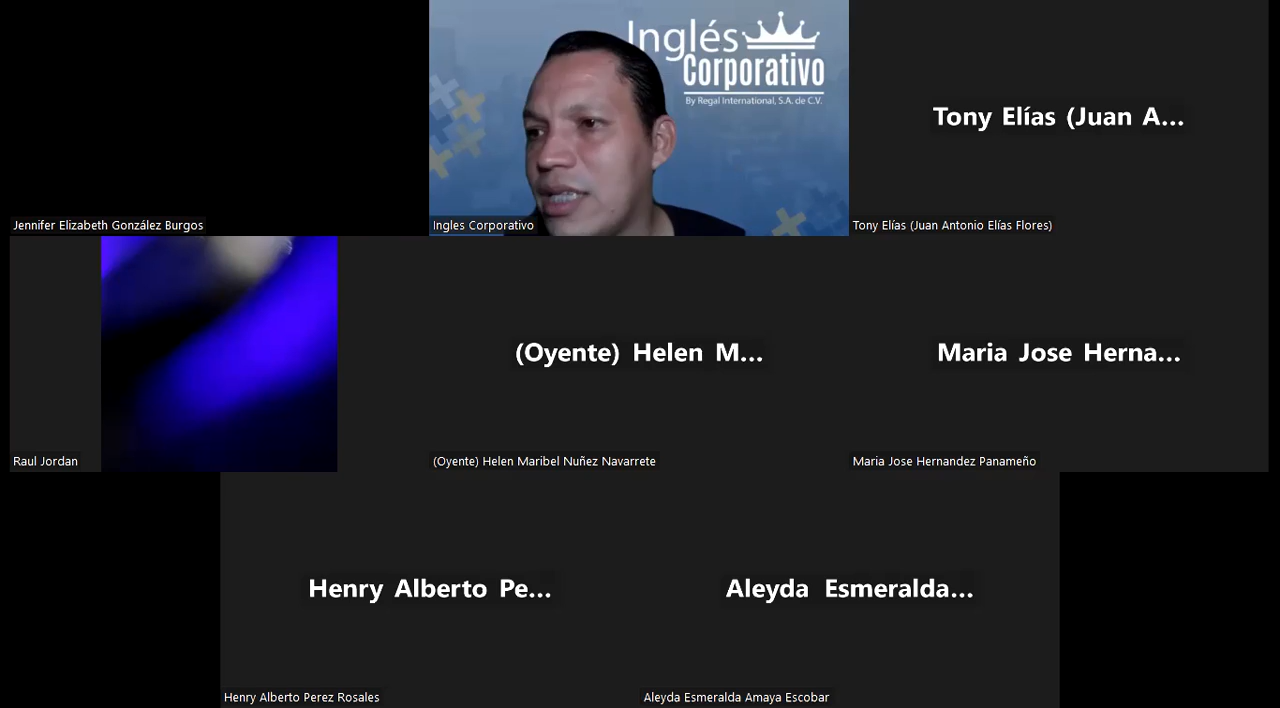 Inglés
Corporativo
By Regal International, S.A. de C.V.
Tony Elías (Juan A...
Jennifer Elizabeth González Burgos
Ingles Corporativo
Tony Elías (Juan Antonio Elías Flores)
(Oyente) Helen M...
Maria Jose Herna...
Raul Jordan
(Oyente) Helen Maribel Nuñez Navarrete
Maria Jose Hernandez Panameño
Henry Alberto Pe...
Aleyda Esmeralda...
Henry Alberto Perez Rosales
Aleyda Esmeralda Amaya Escobar